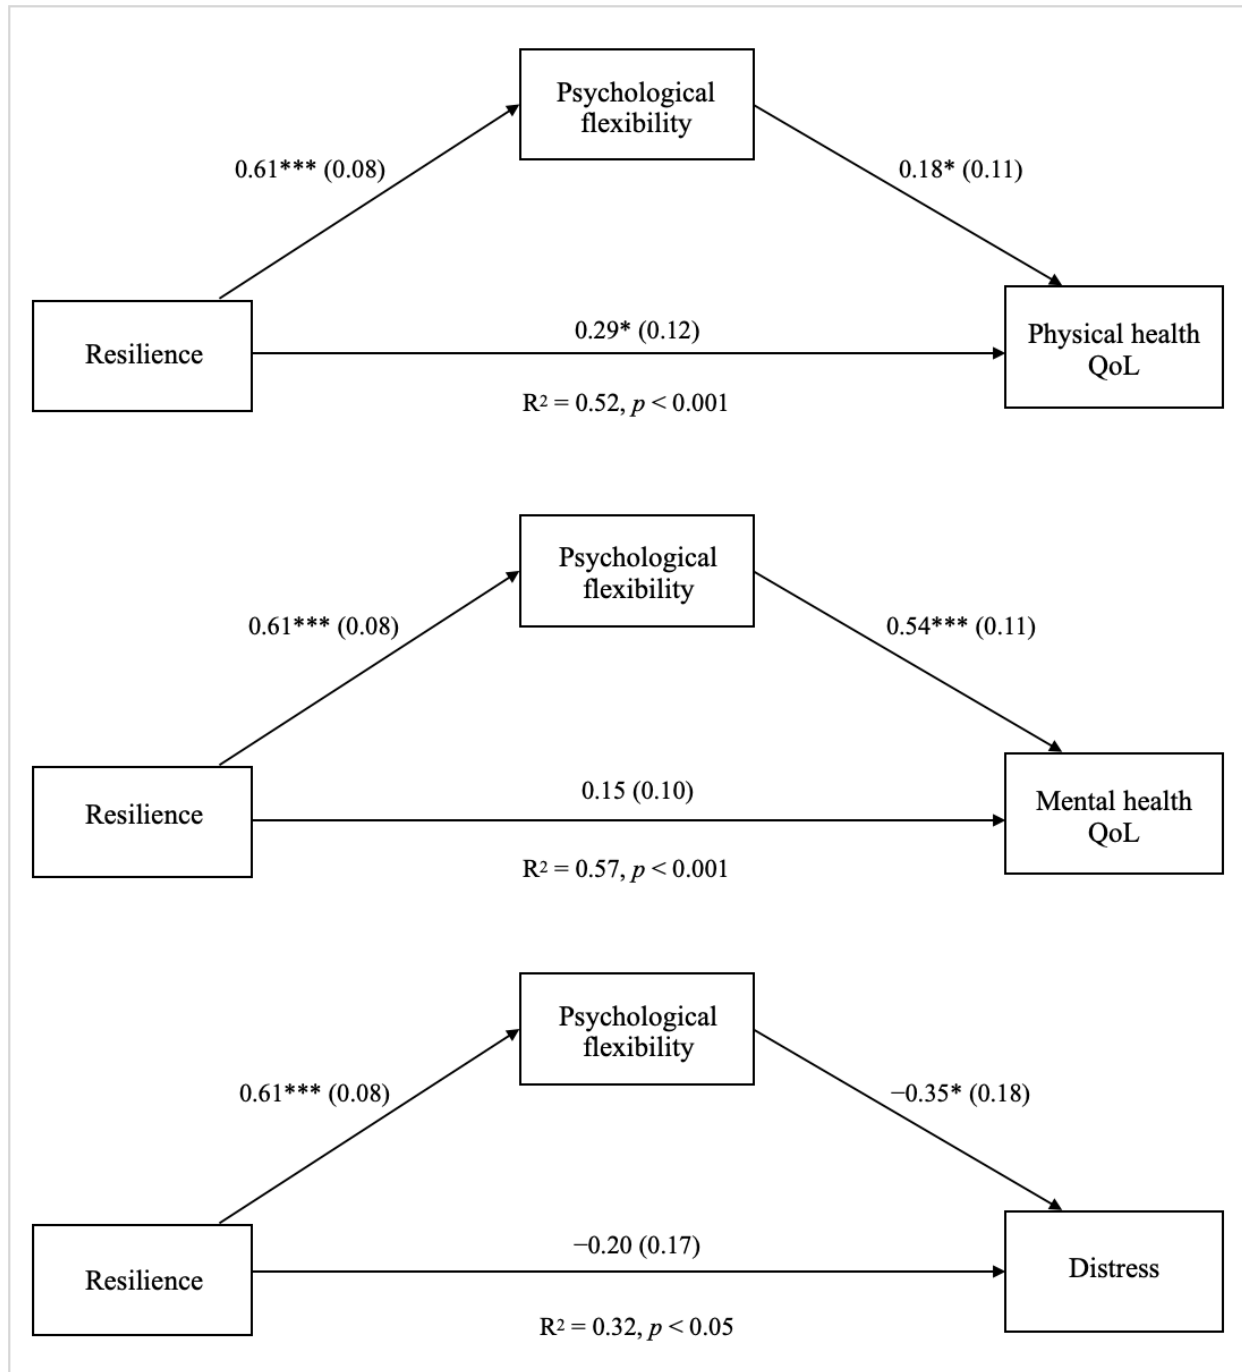 Psychological
flexibility
0.61*** (0.08)
0.18* (0.11)
Resilience
0.29* (0.12)
Physical health
QoL
R² = 0.52, p < 0.001
Psychological
flexibility
0.61*** (0.08)
0.54*** (0.11)
Resilience
0.15 (0.10)
Mental health
QoL
R² = 0.57, p < 0.001
Psychological
flexibility
0.61*** (0.08)
−0.35* (0.18)
Resilience
−0.20 (0.17)
Distress
R² = 0.32, p < 0.05